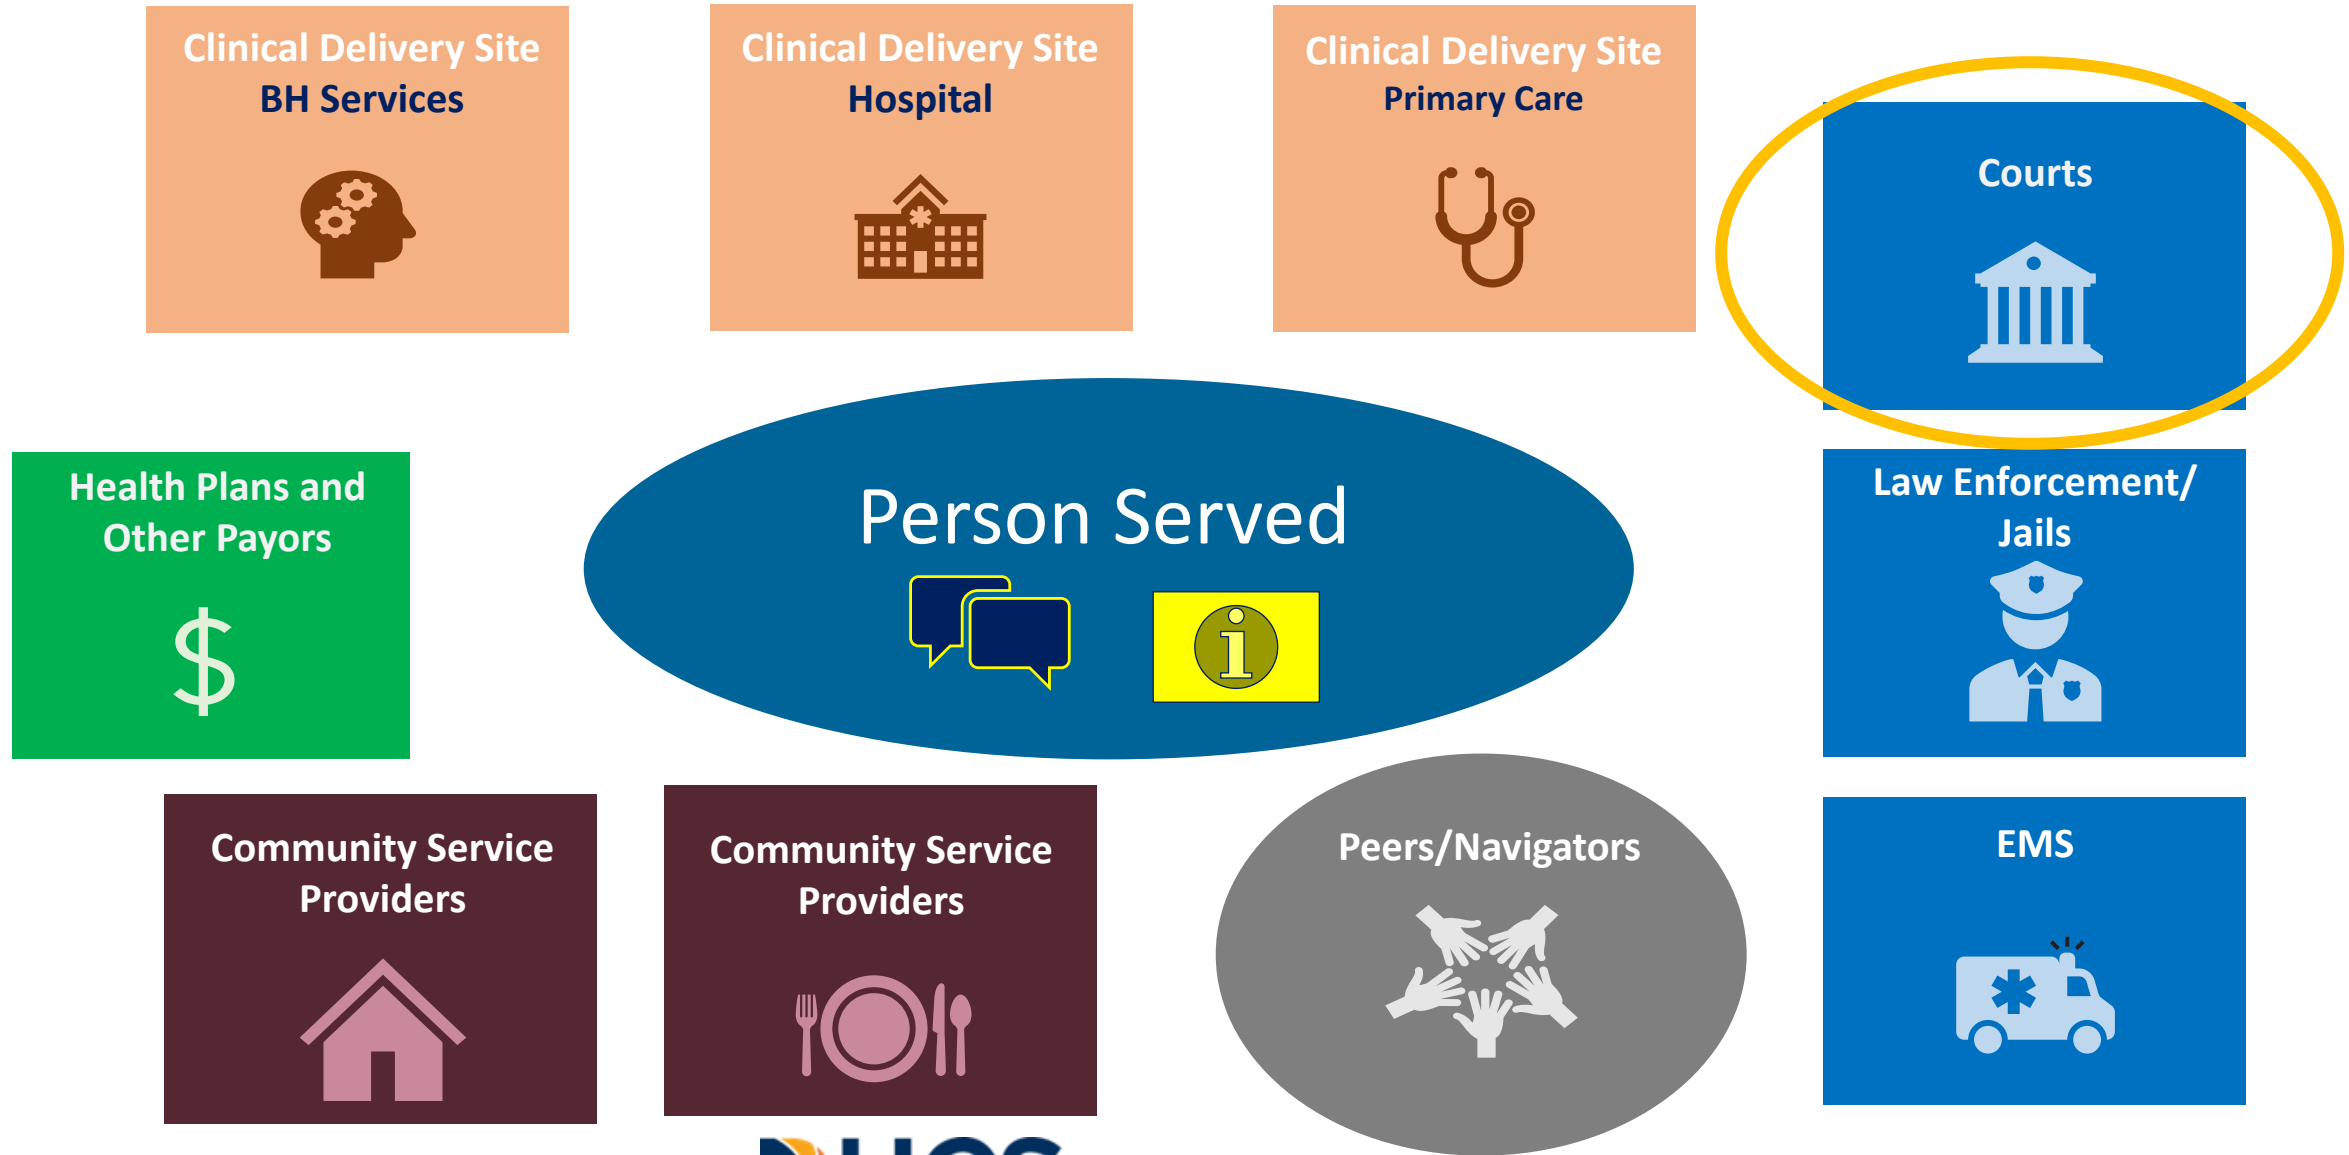 Clinical Delivery Site
BH Services
Clinical Delivery Site
Hospital
Clinical Delivery Site
Primary Care
Courts
Health Plans and
Other Payors
$
Person Served
i
Law Enforcement/
Jails
Community Service
Providers
Community Service
Providers
Peers/Navigators
EMS